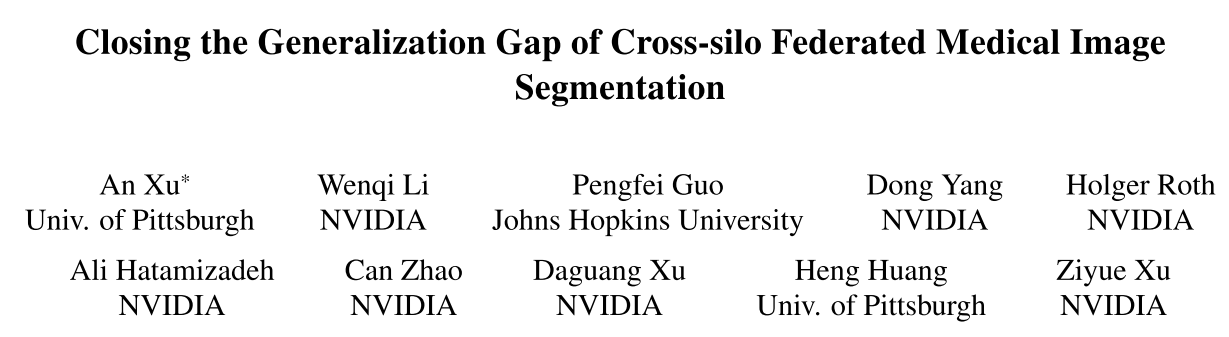 Closing the Generalization Gap of Cross-silo Federated Medical Image
Segmentation
An Xu* Wenqi Li Pengfei Guo Dong Yang Holger Roth
Univ. of Pittsburgh NVIDIA Johns Hopkins University NVIDIA NVIDIA
Ali Hatamizadeh Can Zhao Daguang Xu Heng Huang Ziyue Xu
NVIDIA NVIDIA NVIDIA Univ. of Pittsburgh NVIDIA